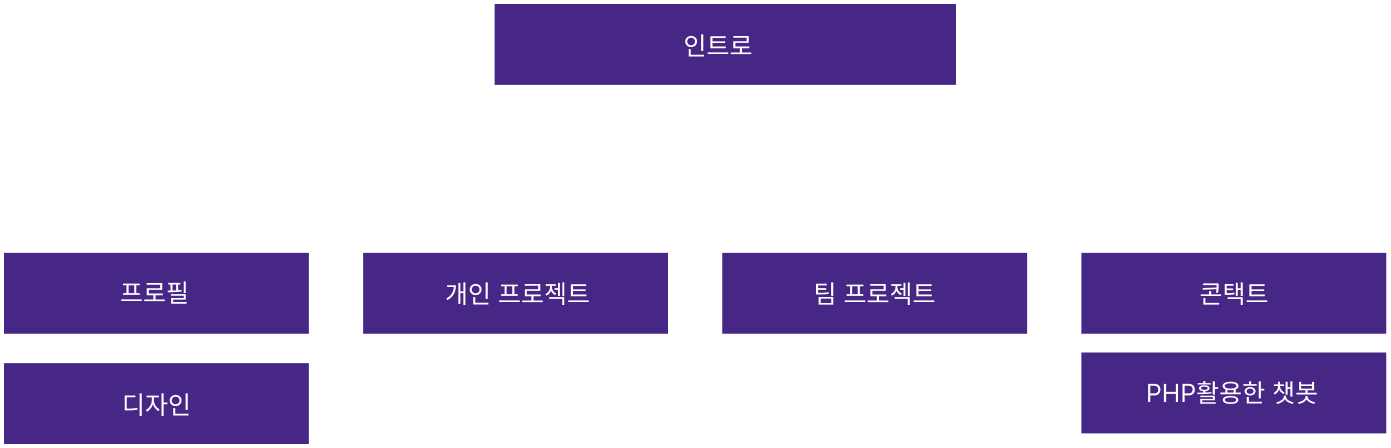 인트로
프로필
개인 프로젝트
팀 프로젝트
콘택트
디자인
PHP활용한 챗봇